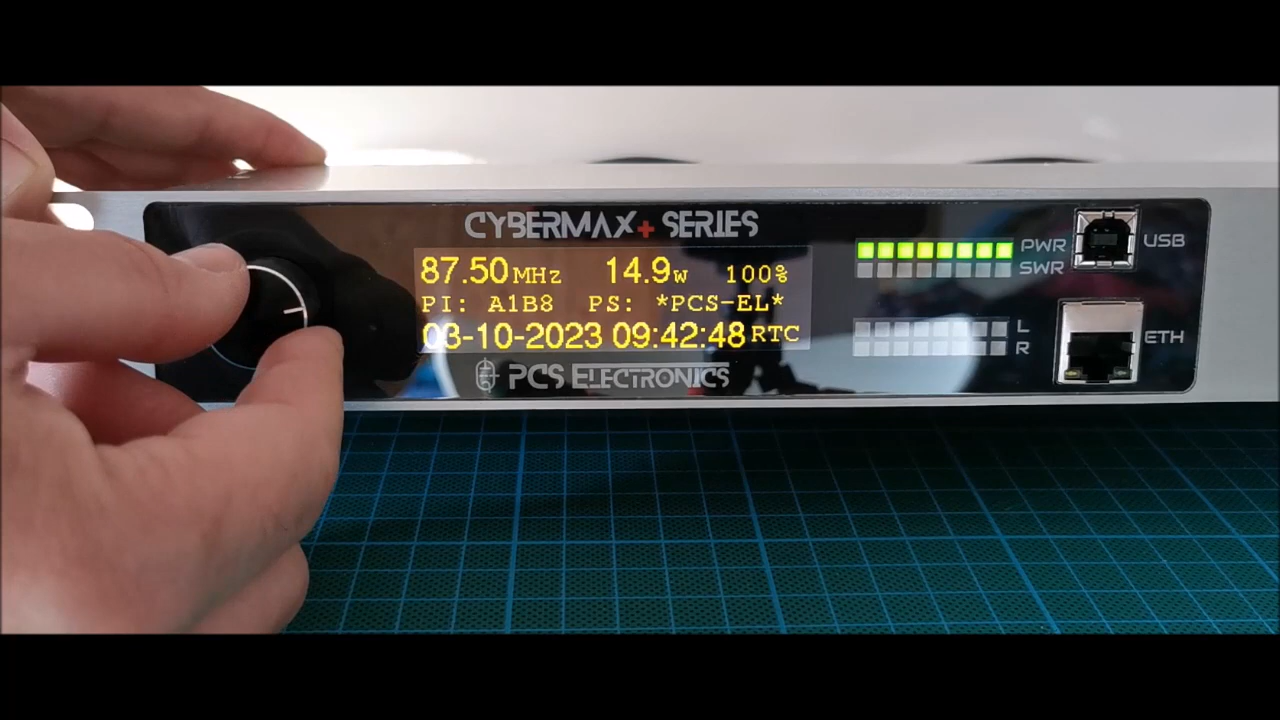 CYBERMAX+ SERIES
87.50MHz 14.9W 100%
PI: A1B8 PS: *PCS-EL*
03-10-2023 09:42:48 RTC
PCS ELECTRONICS
PWR
SWR
L
R
USB
ETH